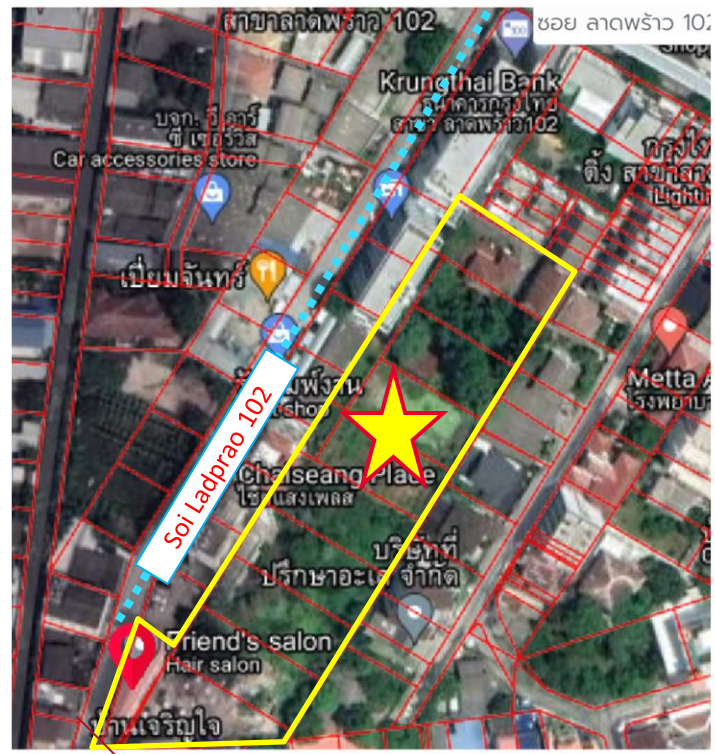 สาขาลาดพร้าว 102
ซอย ลาดพร้าว 102
Krungthai Bank
ธนาคารกรุงไทย
สาขา ลาดพร้าว102
บจก. วี คาร์
ซี เซอร์วิส
Car accessories store
ติ้ง
เปี่ยมจันทร์
Soi Ladprao 102
shop
Metta
โรงพยาบา
Chaiseang Place
ไชยแสงเพลส
บริษัทที่
ปรึกษาอะเล จำกัด
Friend's salon
Hair salon
บ้านเจริญใจ